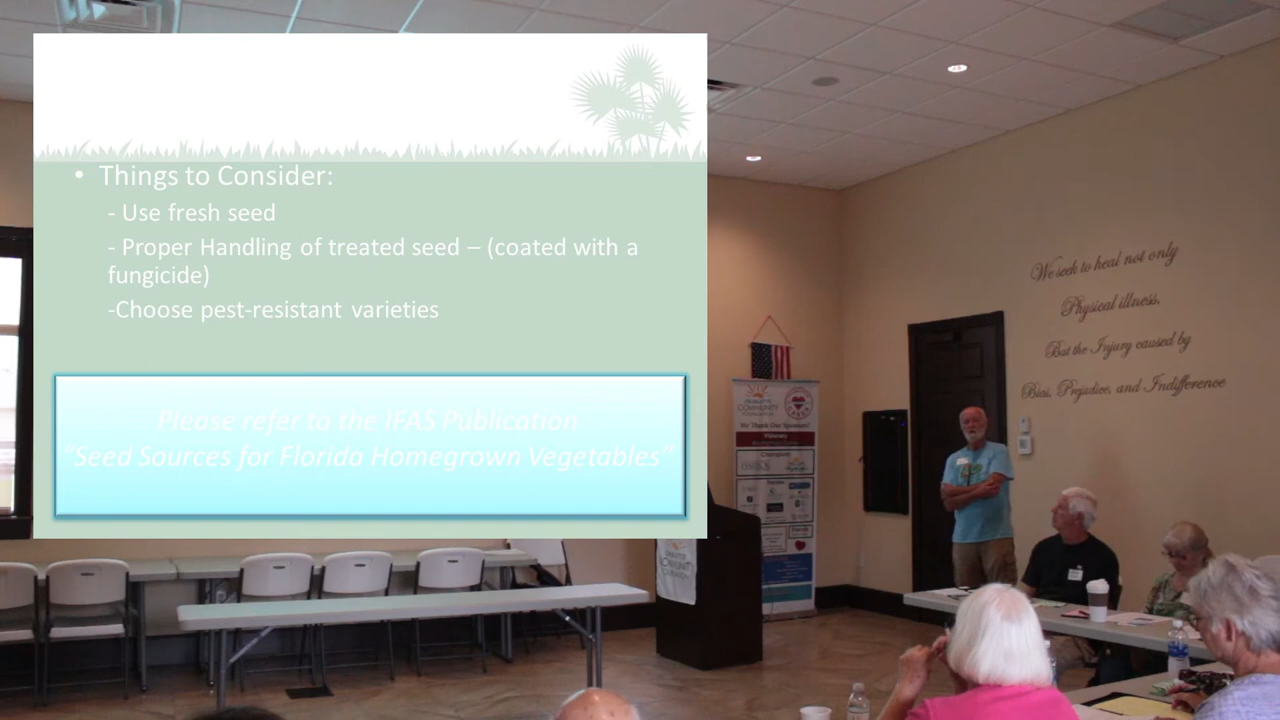 • Things to Consider:
- Use fresh seed
- Proper Handling of treated seed – (coated with a
fungicide)
-Choose pest-resistant varieties
Please refer to the IFAS Publication
“Seed Sources for Florida Homegrown Vegetables”
We seek to heal not only
Physical illness,
But the Injury caused by
Bias, Prejudice, and Indifference
COMMUNITY
We Thank Our Sponsors!